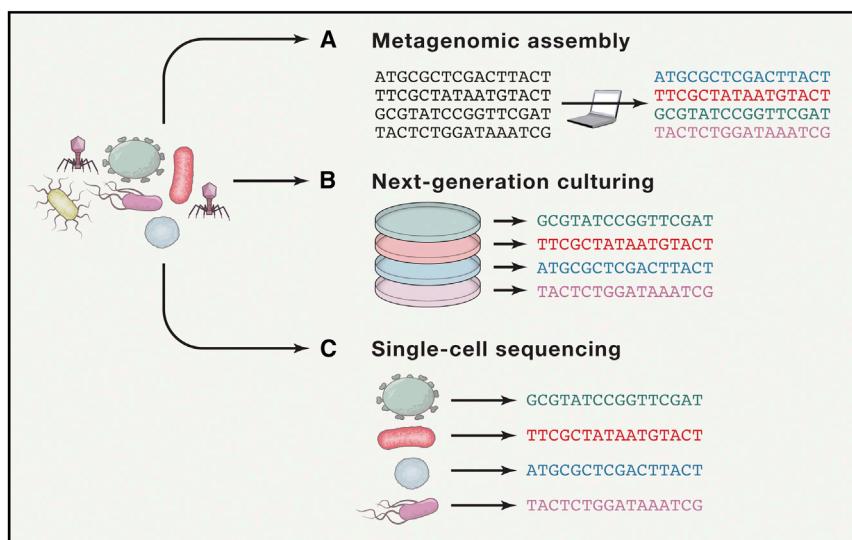 A Metagenomic assembly
ATGCGCTCGACTTACT
TTCGCTATAATGTACT
GCGTATCCGGTTCGAT
TACTCTGGATAAATCG
ATGCGCTCGACTTACT
TTCGCTATAATGTACT
GCGTATCCGGTTCGAT
TACTCTGGATAAATCG
B Next-generation culturing
GCGTATCCGGTTCGAT
TTCGCTATAATGTACT
ATGCGCTCGACTTACT
TACTCTGGATAAATCG
C Single-cell sequencing
GCGTATCCGGTTCGAT
TTCGCTATAATGTACT
ATGCGCTCGACTTACT
TACTCTGGATAAATCG